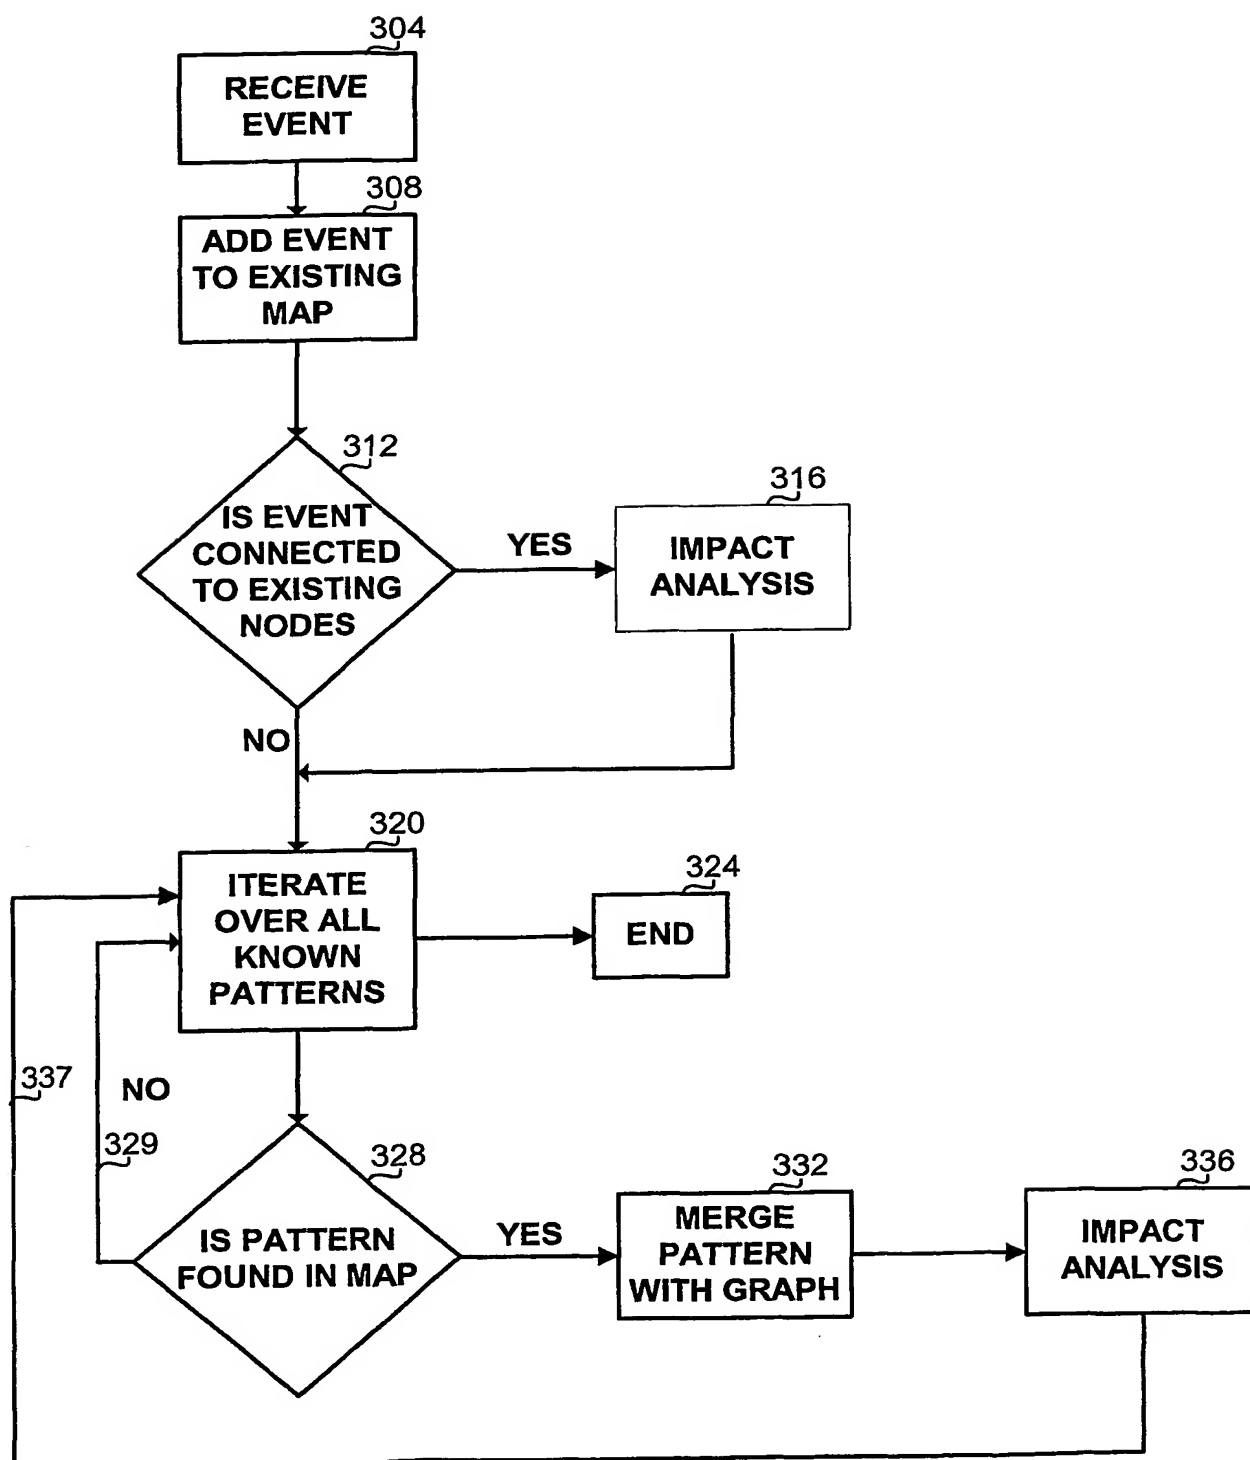 304
RECEIVE
EVENT
308
ADD EVENT
TO EXISTING
MAP
312
IS EVENT
CONNECTED
TO EXISTING
NODES
YES
316
IMPACT
ANALYSIS
NO
320
ITERATE
OVER ALL
KNOWN
PATTERNS
324
END
337
NO
329
328
IS PATTERN
FOUND IN MAP
YES
332
MERGE
PATTERN
WITH GRAPH
336
IMPACT
ANALYSIS